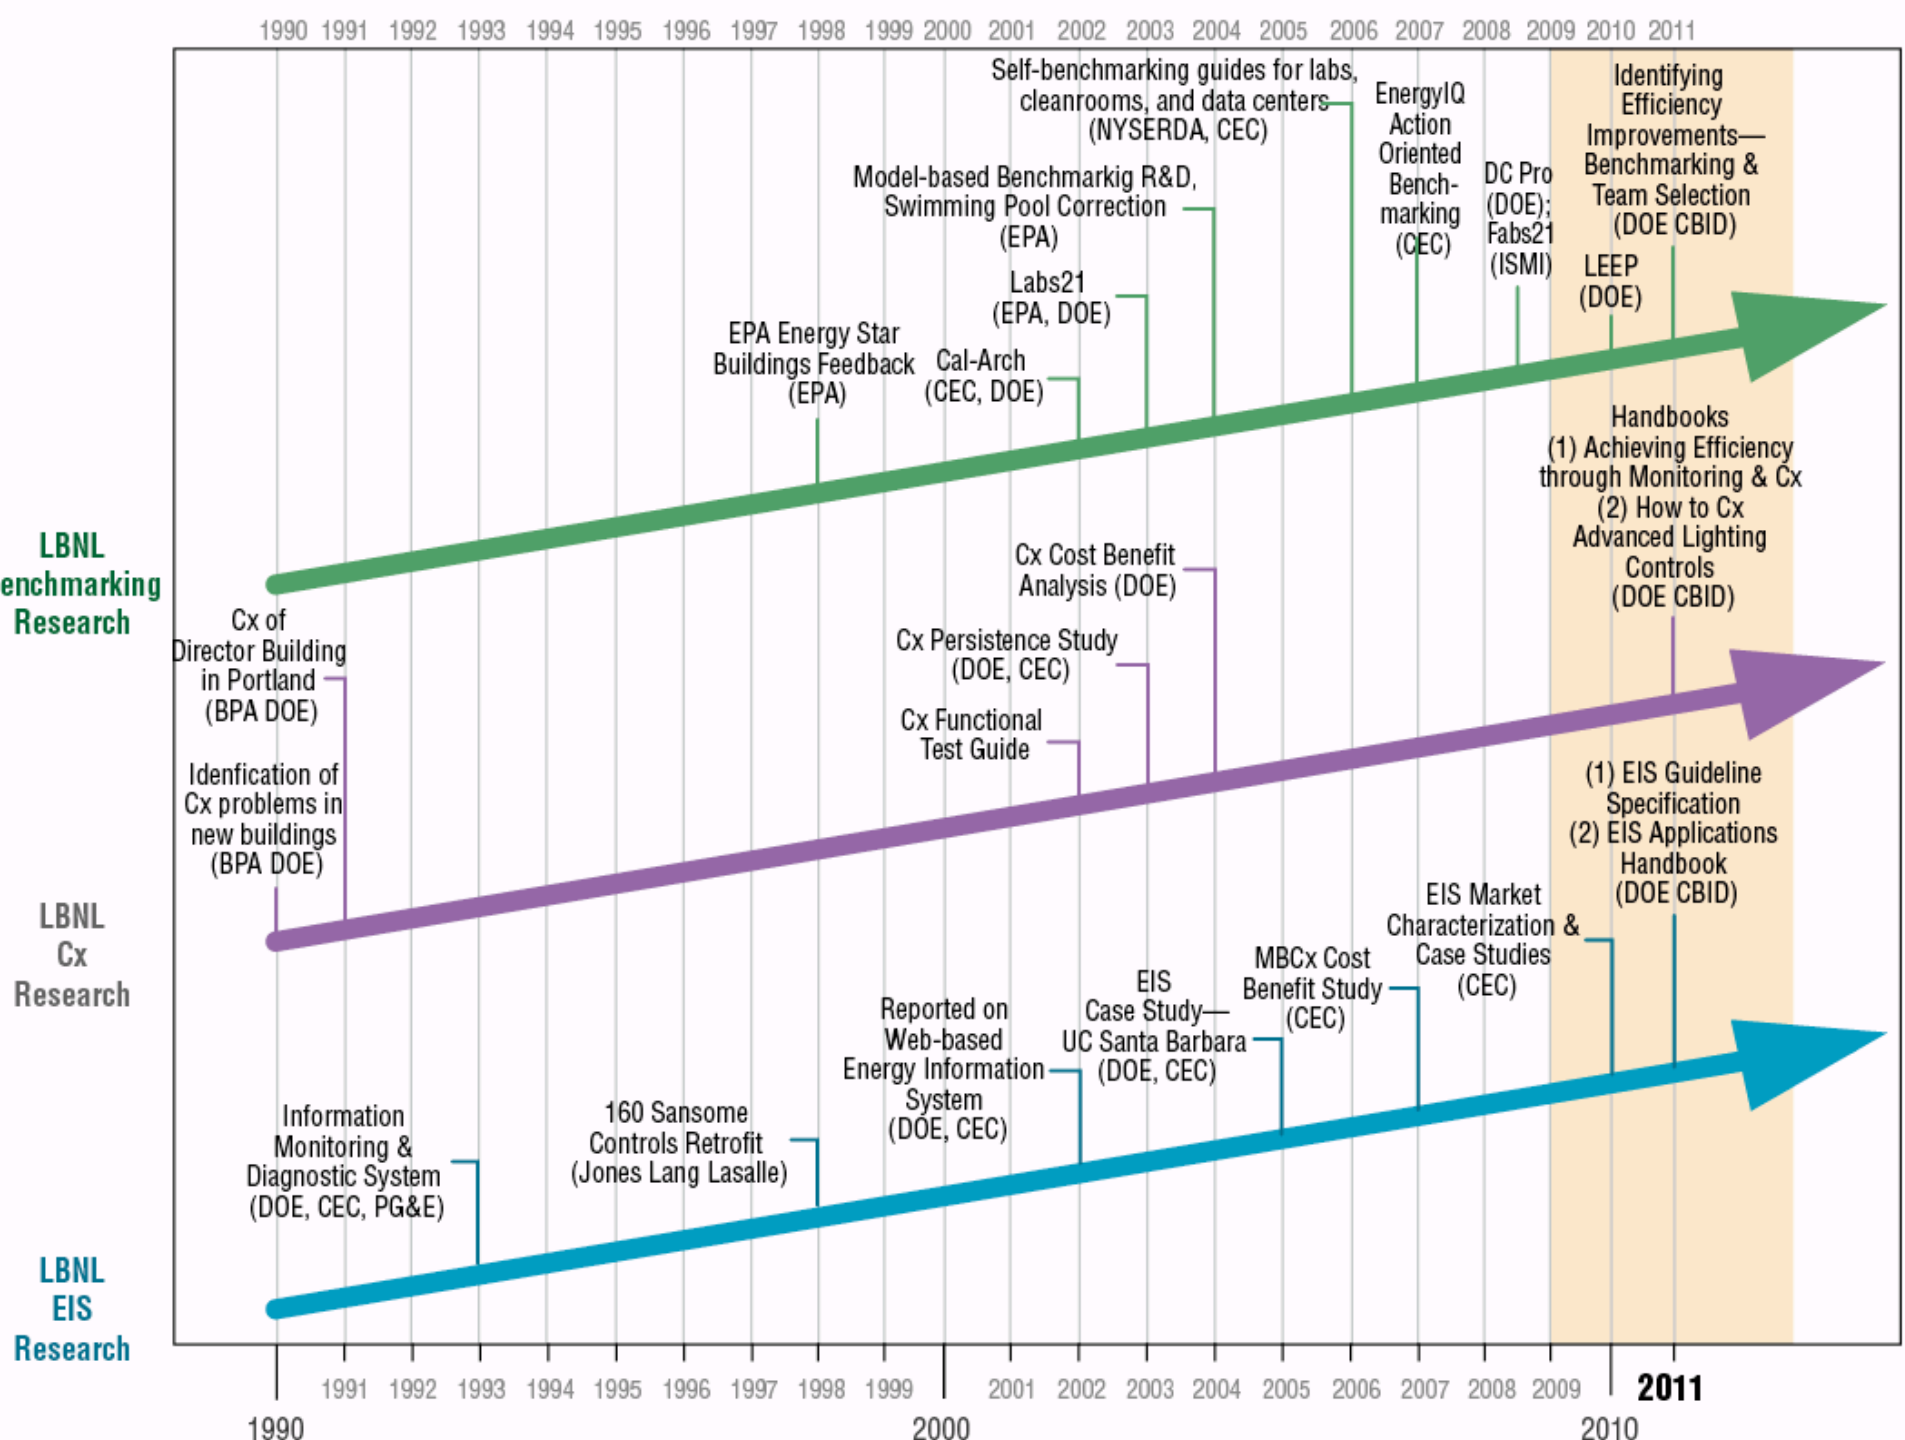 1990 1991 1992 1993 1994 1995 1996 1997 1998 1999 2000 2001 2002 2003 2004 2005 2006 2007 2008 2009 2010 2011
Self-benchmarking guides for labs,
cleanrooms, and data centers
(NYSERDA, CEC)
EnergyIQ
Action
Oriented
Bench-
marking
(CEC)
Identifying
Efficiency
Improvements—
Benchmarking &
Team Selection
(DOE CBID)
Model-based Benchmarkig R&D,
Swimming Pool Correction
(EPA)
DC Pro
(DOE);
Fabs21
(ISMI)
LEEP
(DOE)
Labs21
(EPA, DOE)
EPA Energy Star
Buildings Feedback
(EPA)
Cal-Arch
(CEC, DOE)
LBNL
enchmarking
Research
Handbooks
(1) Achieving Efficiency
through Monitoring & Cx
(2) How to Cx
Advanced Lighting
Controls
(DOE CBID)
Cx Cost Benefit
Analysis (DOE)
Cx of
Director Building
in Portland
(BPA DOE)
Cx Persistence Study
(DOE, CEC)
Cx Functional
Test Guide
Idenfication of
Cx problems in
new buildings
(BPA DOE)
LBNL
Cx
Research
(1) EIS Guideline
Specification
(2) EIS Applications
Handbook
(DOE CBID)
EIS Market
Characterization &
Case Studies
(CEC)
MBCx Cost
Benefit Study
(CEC)
EIS
Case Study—
UC Santa Barbara
(DOE, CEC)
Reported on
Web-based
Energy Information
System
(DOE, CEC)
160 Sansome
Controls Retrofit
(Jones Lang Lasalle)
Information
Monitoring &
Diagnostic System
(DOE, CEC, PG&E)
LBNL
EIS
Research
1991 1992 1993 1994 1995 1996 1997 1998 1999 2001 2002 2003 2004 2005 2006 2007 2008 2009 2011
1990 2000 2010